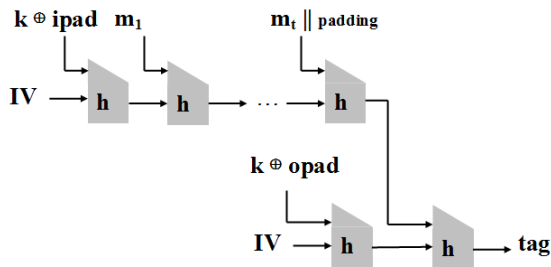 k ⊕ ipad m₁ mₜ || padding
IV h h ... h
k ⊕ opad
IV h h tag